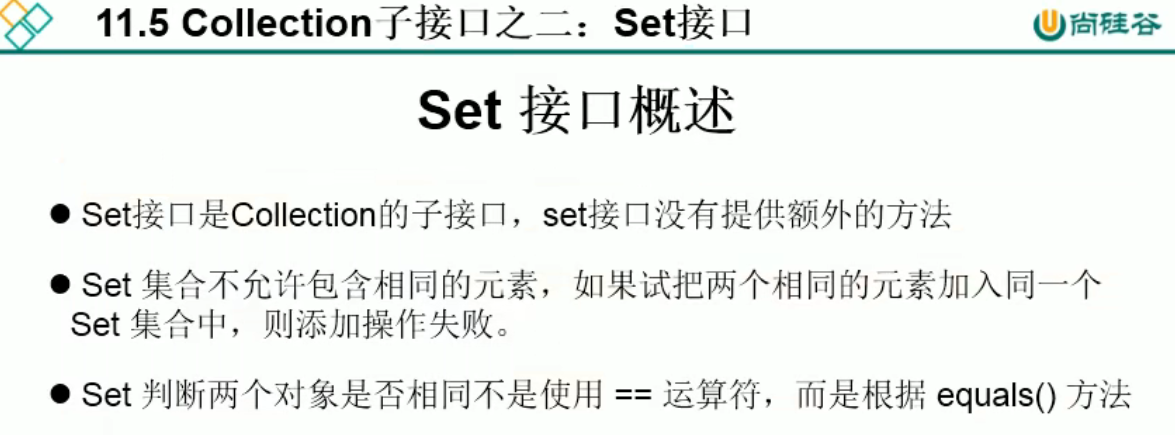 11.5 Collection子接口之二：Set接口
尚硅谷
Set 接口概述
● Set接口是Collection的子接口，set接口没有提供额外的方法
● Set 集合不允许包含相同的元素，如果试把两个相同的元素加入同一个
Set 集合中，则添加操作失败。
● Set 判断两个对象是否相同不是使用 == 运算符，而是根据 equals() 方法